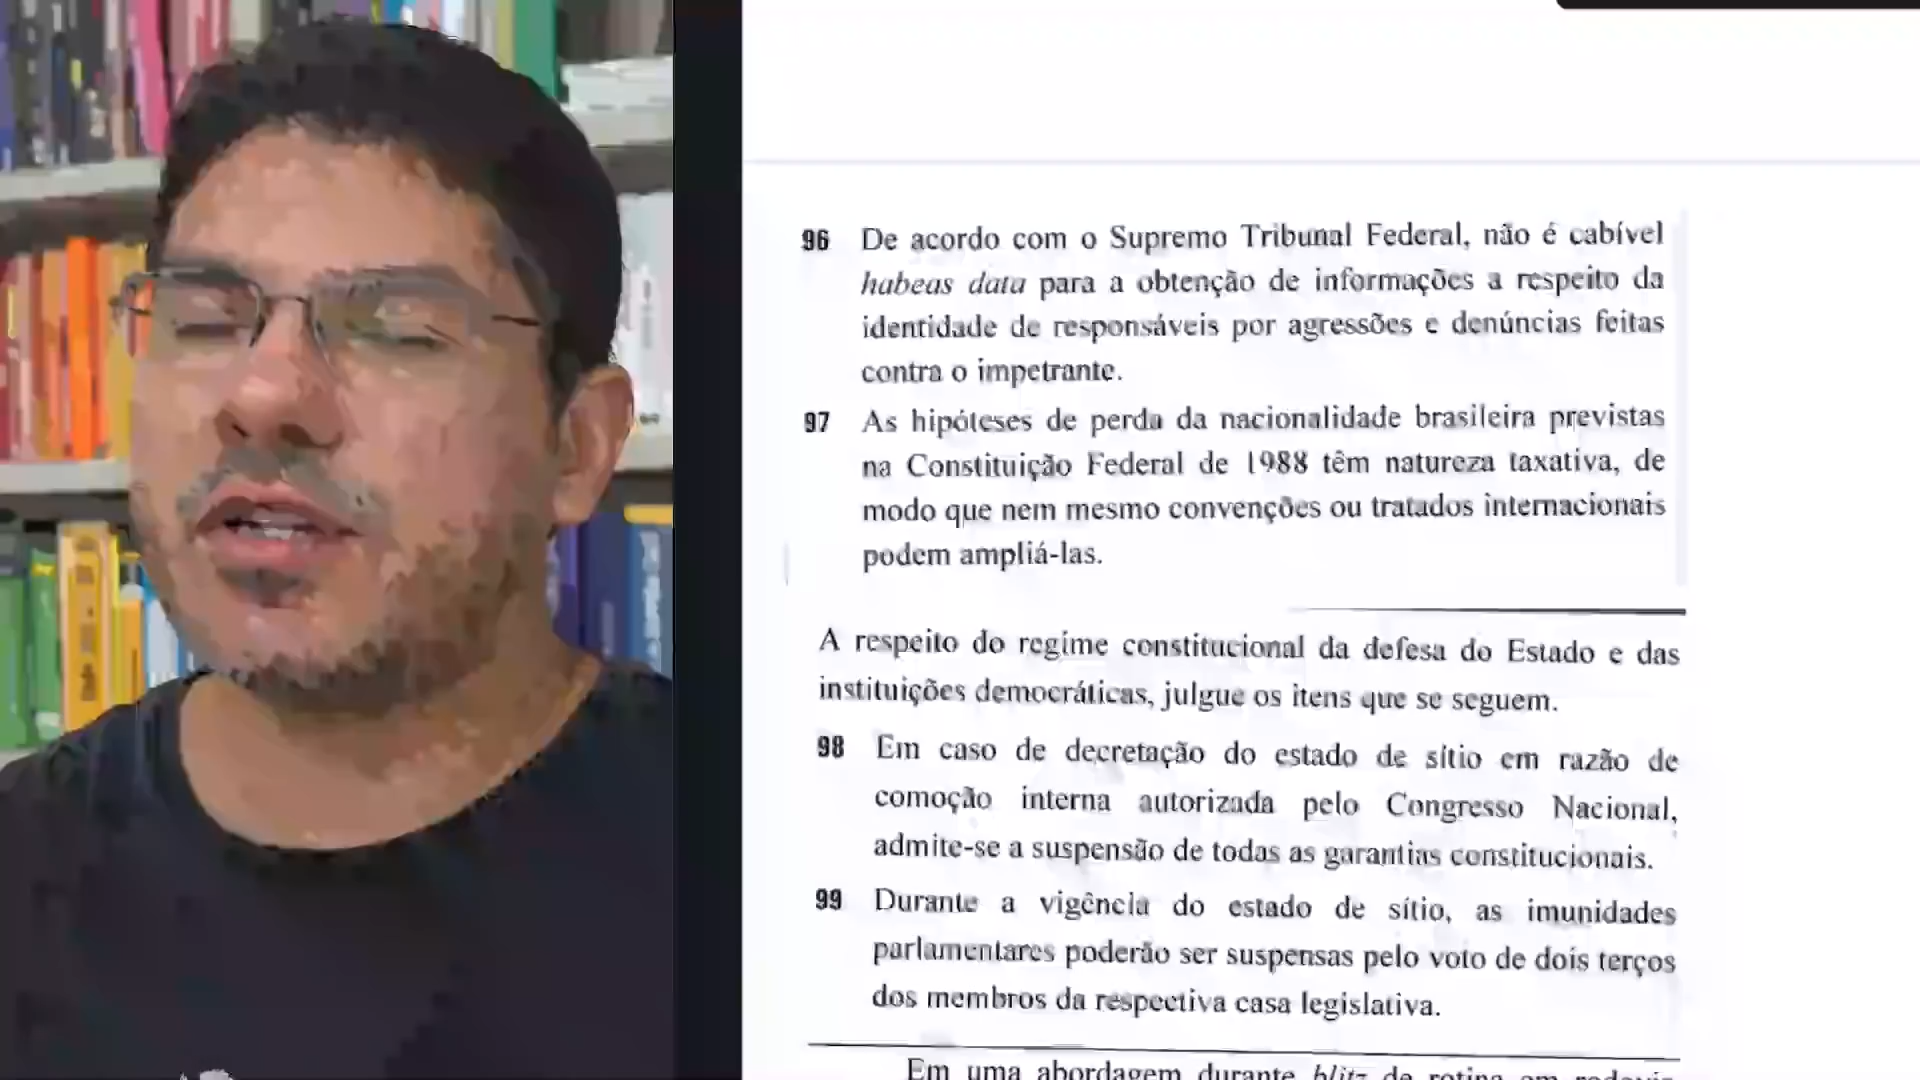 96 De acordo com o Supremo Tribunal Federal, não é cabível
habeas data para a obtenção de informações a respeito da
identidade de responsáveis por agressões e denúncias feitas
contra o impetrante.
97 As hipóteses de perda da nacionalidade brasileira previstas
na Constituição Federal de 1988 têm natureza taxativa, de
modo que nem mesmo convenções ou tratados internacionais
podem ampliá-las.
A respeito do regime constitucional da defesa do Estado e das
instituições democráticas, julgue os itens que se seguem.
98 Em caso de decretação do estado de sítio em razão de
comoção interna autorizada pelo Congresso Nacional,
admite-se a suspensão de todas as garantias constitucionais.
99 Durante a vigência do estado de sítio, as imunidades
parlamentares poderão ser suspensas pelo voto de dois terços
dos membros da respectiva casa legislativa.
Em uma abordagem durante blitz de rotina em